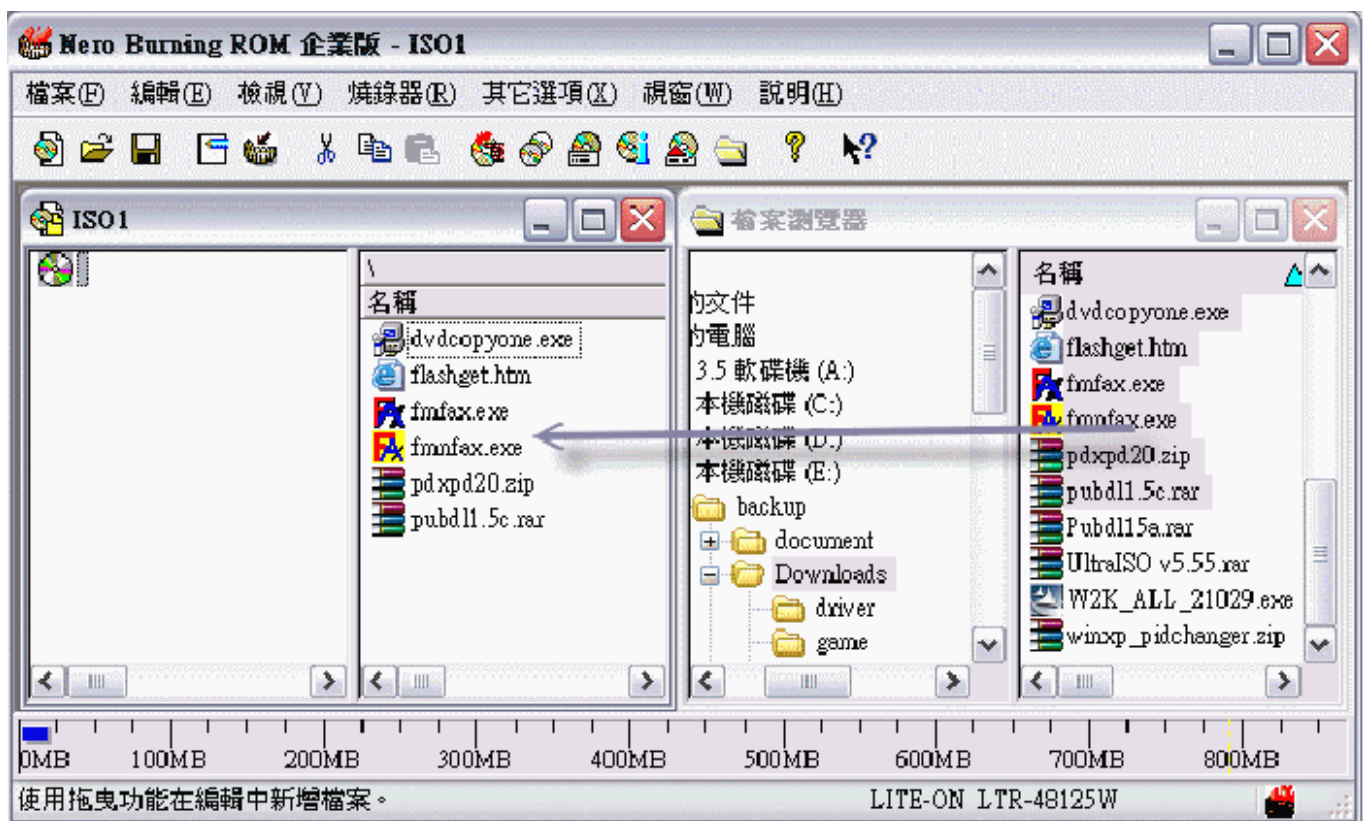 Nero Burning ROM 企業版 - ISO1
檔案(F) 編輯(E) 檢視(V) 燒錄器(R) 其它選項(X) 視窗(W) 說明(H)
ISO1
\
名稱
dvdcopyone.exe
flashget.htm
fmfax.exe
fmnfax.exe
pdxpd20.zip
pubdl1.5c.rar
檔案瀏覽器
的文件
的電腦
3.5 軟碟機 (A:)
本機磁碟 (C:)
本機磁碟 (D:)
本機磁碟 (E:)
backup
document
Downloads
driver
game
名稱
dvdcopyone.exe
flashget.htm
fmfax.exe
fmnfax.exe
pdxpd20.zip
pubdl1.5c.rar
Pubdl15a.rar
UltraISO v5.55.rar
W2K_ALL_21029.exe
winxp_pidchanger.zip
0MB 100MB 200MB 300MB 400MB 500MB 600MB 700MB 800MB
使用拖曳功能在編輯中新增檔案。 LITE-ON LTR-48125W